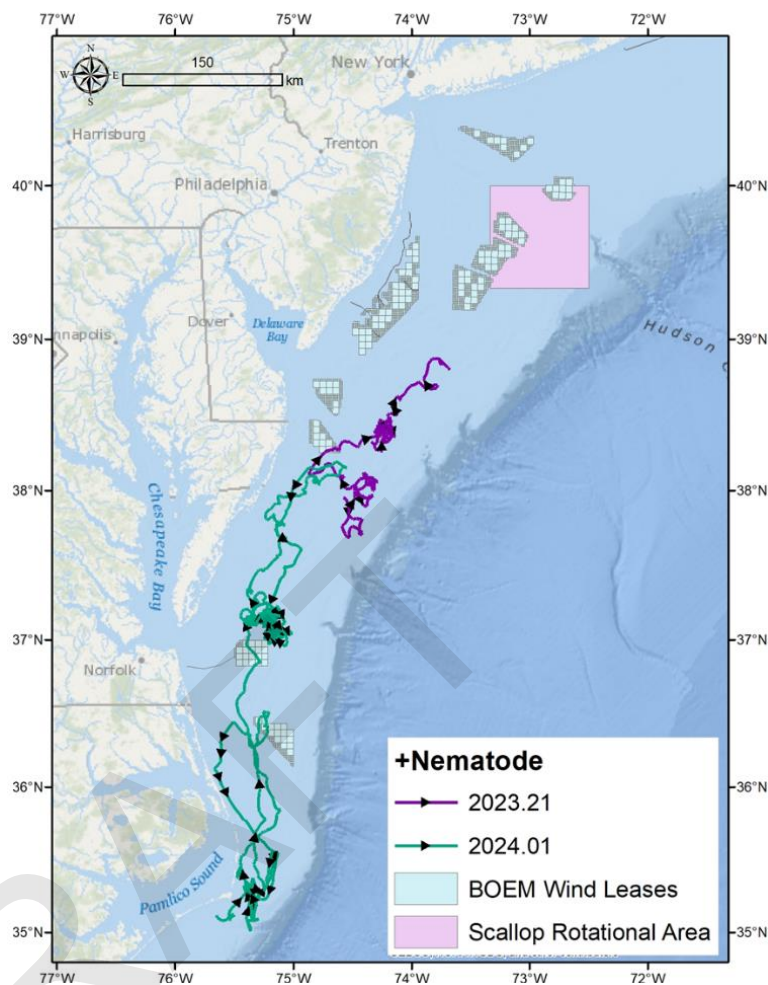 77°W 76°W 75°W 74°W 73°W 72°W
N
W E
S
150
km
New York
Harrisburg
Trenton
40°N 40°N
Philadelphia
39°N 39°N
Dover
Delaware
Bay
nnapolis
Hudson
38°N 38°N
Chesapeake Bay
37°N 37°N
Norfolk
36°N 36°N
Pamlico Sound
35°N 35°N
+Nematode
2023.21
2024.01
BOEM Wind Leases
Scallop Rotational Area
77°W 76°W 75°W 74°W 73°W 72°W
RAFT